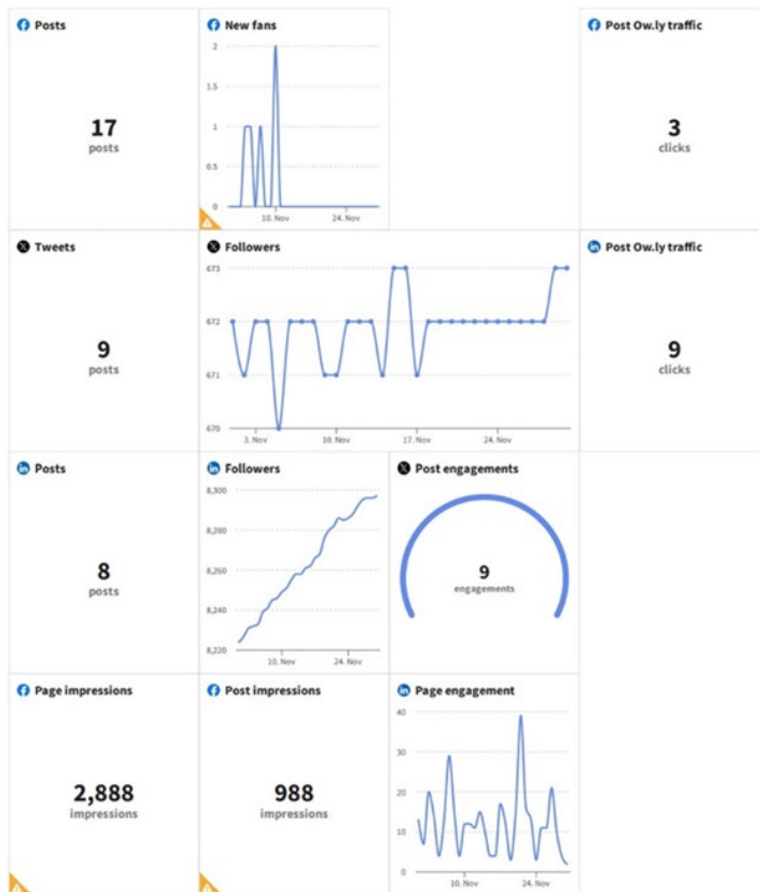 Posts
17
posts
New fans
2
1.5
1
0.5
0
10. Nov
24. Nov
Post Ow.ly traffic
3
clicks
Tweets
9
posts
Followers
673
672
671
670
3. Nov
10. Nov
17. Nov
24. Nov
Post Ow.ly traffic
9
clicks
Posts
8
posts
Followers
8,300
8,280
8,260
8,240
8,220
10. Nov
24. Nov
Post engagements
9
engagements
Page impressions
2,888
impressions
Post impressions
988
impressions
Page engagement
40
30
20
10
0
10. Nov
24. Nov